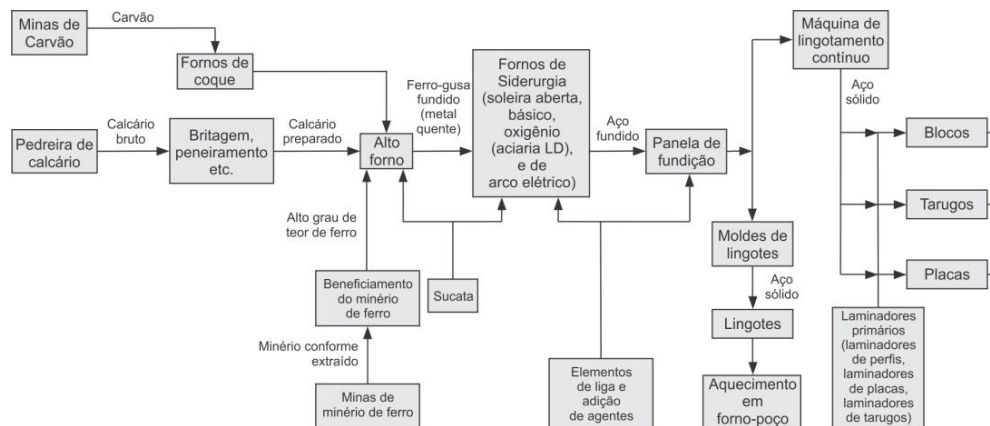 Minas de
Carvão
Carvão
Fornos de
coque
Pedreira de
calcário
Calcário
bruto
Britagem,
peneiramento
etc.
Calcário
preparado
Alto
forno
Ferro-gusa
fundido
(metal
quente)
Fornos de
Siderurgia
(soleira aberta,
básico,
oxigênio
(aciaria LD),
e de
arco elétrico)
Aço
fundido
Panela de
fundição
Máquina de
lingotamento
contínuo
Aço
sólido
Blocos
Tarugos
Placas
Alto grau de
teor de ferro
Beneficiamento
do minério
de ferro
Minério conforme
extraído
Minas de
minério de ferro
Sucata
Elementos
de liga e
adição
de agentes
Moldes de
lingotes
Aço
sólido
Lingotes
Aquecimento
em
forno-poço
Laminadores
primários
(laminadores
de perfis,
laminadores
de placas,
laminadores
de tarugos)